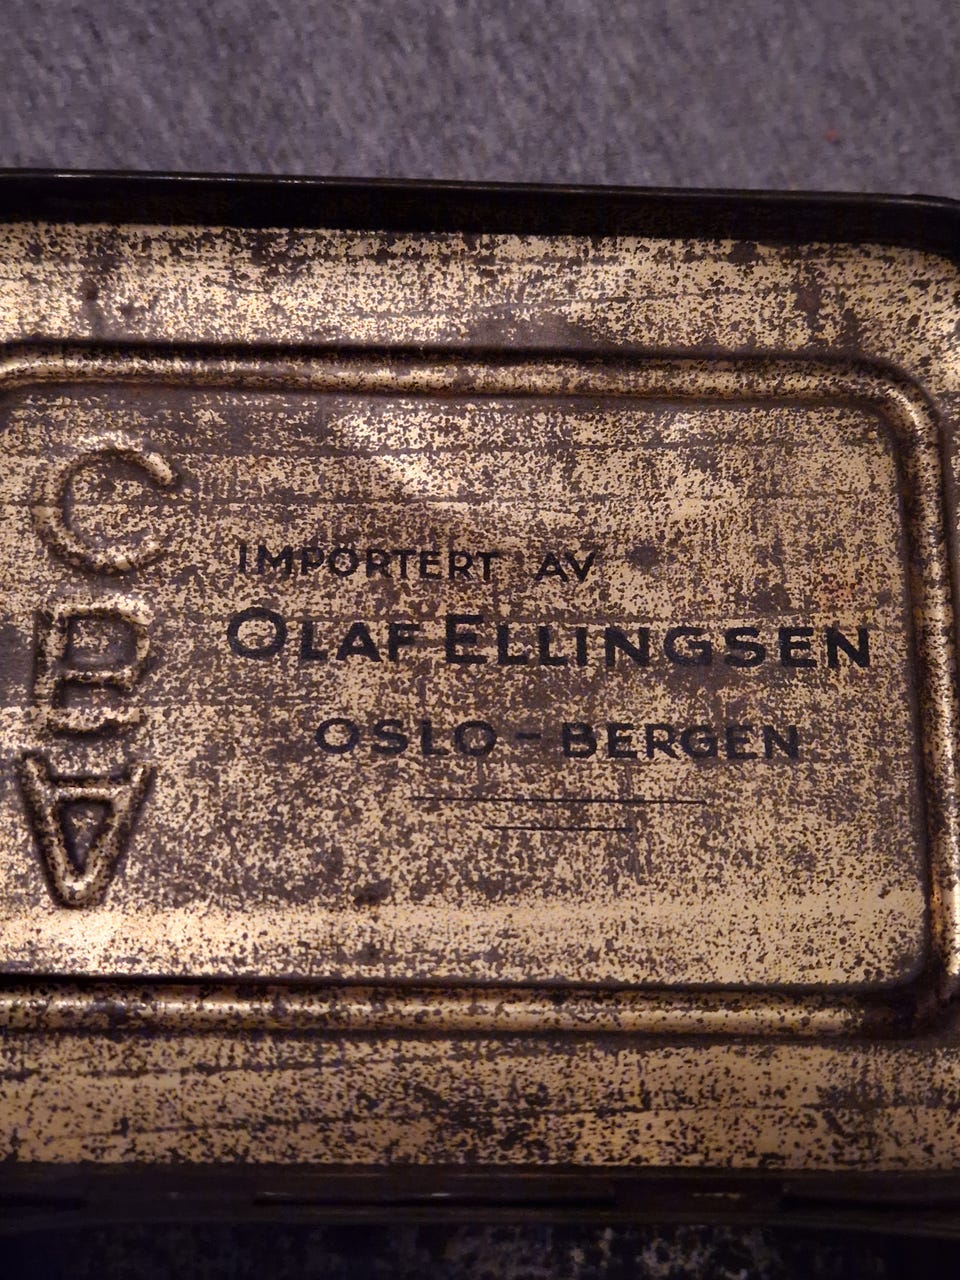 IMPORTERT AV
OLAF ELLINGSEN
OSLO - BERGEN